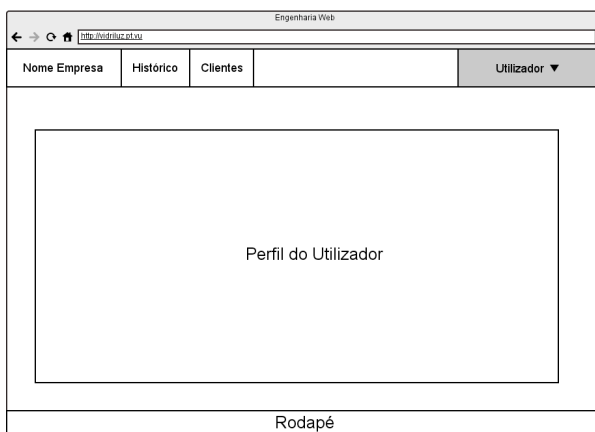 Engenharia Web
http://vidriluz.pt.vu
Nome Empresa Histórico Clientes Utilizador ▼
Perfil do Utilizador
Rodapé